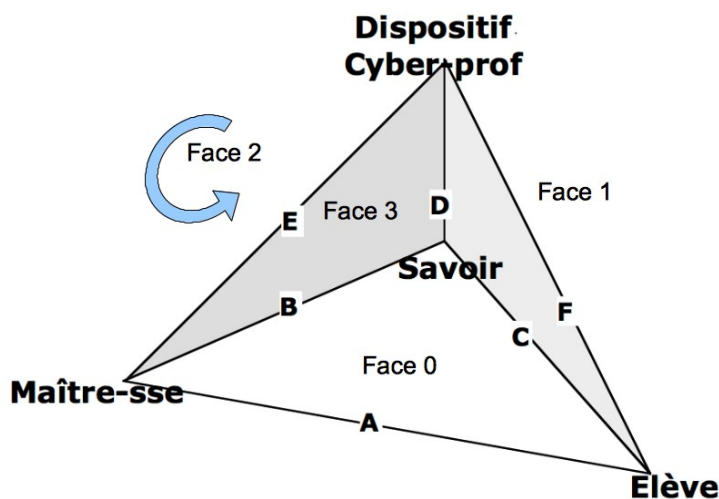 Dispositif
Cyber-prof
Face 2
Face 1
E
Face 3
D
Savoir
B
F
C
Face 0
Maître-sse
A
Elève